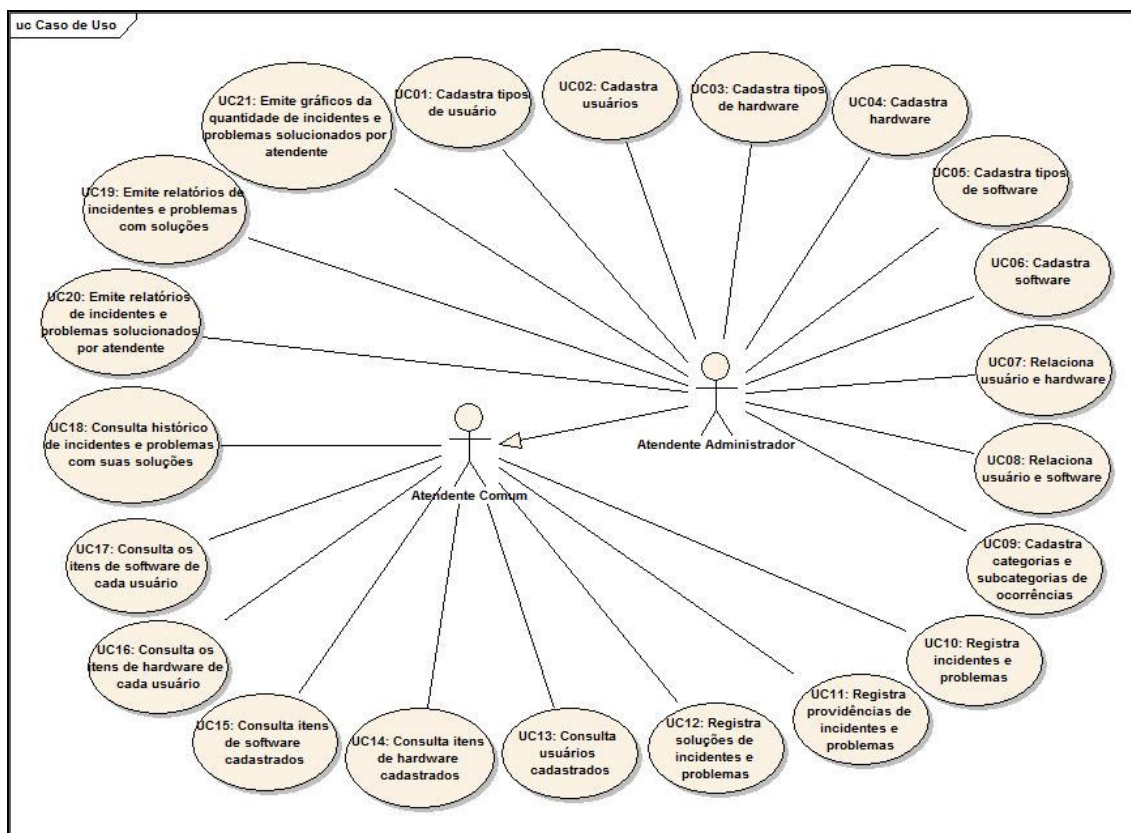 uc Caso de Uso
UC21: Emite gráficos da
quantidade de incidentes e
problemas solucionados por
atendente
UC01: Cadastra tipos
de usuário
UC02: Cadastra
usuários
UC03: Cadastra tipos
de hardware
UC04: Cadastra
hardware
UC05: Cadastra tipos
de software
UC19: Emite relatórios de
incidentes e problemas
com soluções
UC06: Cadastra
software
UC20: Emite relatórios
de incidentes e
problemas solucionados
por atendente
UC07: Relaciona
usuário e hardware
Atendente Administrador
UC18: Consulta histórico
de incidentes e problemas
com suas soluções
UC08: Relaciona
usuário e software
Atendente Comum
UC17: Consulta os
itens de software de
cada usuário
UC09: Cadastra
categorias e
subcategorias de
ocorrências
UC16: Consulta os
itens de hardware de
cada usuário
UC10: Registra
incidentes e
problemas
UC15: Consulta itens
de software
cadastrados
UC14: Consulta itens
de hardware
cadastrados
UC13: Consulta
usuários
cadastrados
UC12: Registra
soluções de
incidentes e
problemas
UC11: Registra
providências de
incidentes e
problemas